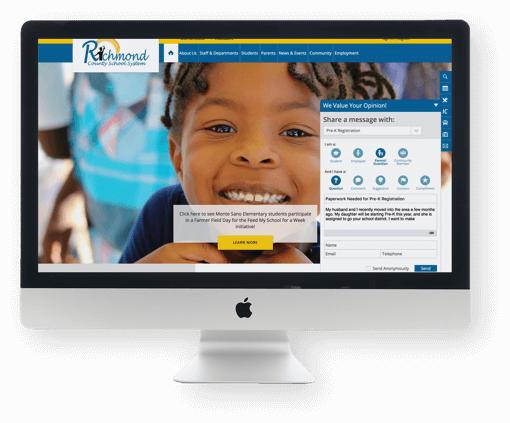 Richmond
County School System
About Us Staff & Departments Students Parents News & Events Community Employment
We Value Your Opinion!
Share a message with:
Pre-K Registration
I am a:
Student Employee Parent/ Community
Guardian Member
And I have a:
Question Comment Suggestion Concern Compliment
Paperwork Needed for Pre-K Registration
My husband and I recently moved into the area a few months
ago. My daughter will be starting Pre-K this year, and she is
assigned to go your school district. I want to make
Name
Email Telephone
Send Anonymously Send
Click here to see Monte Sano Elementary students participate
in a Farmer Field Day for the Feed My School for a Week
initiative!
LEARN MORE